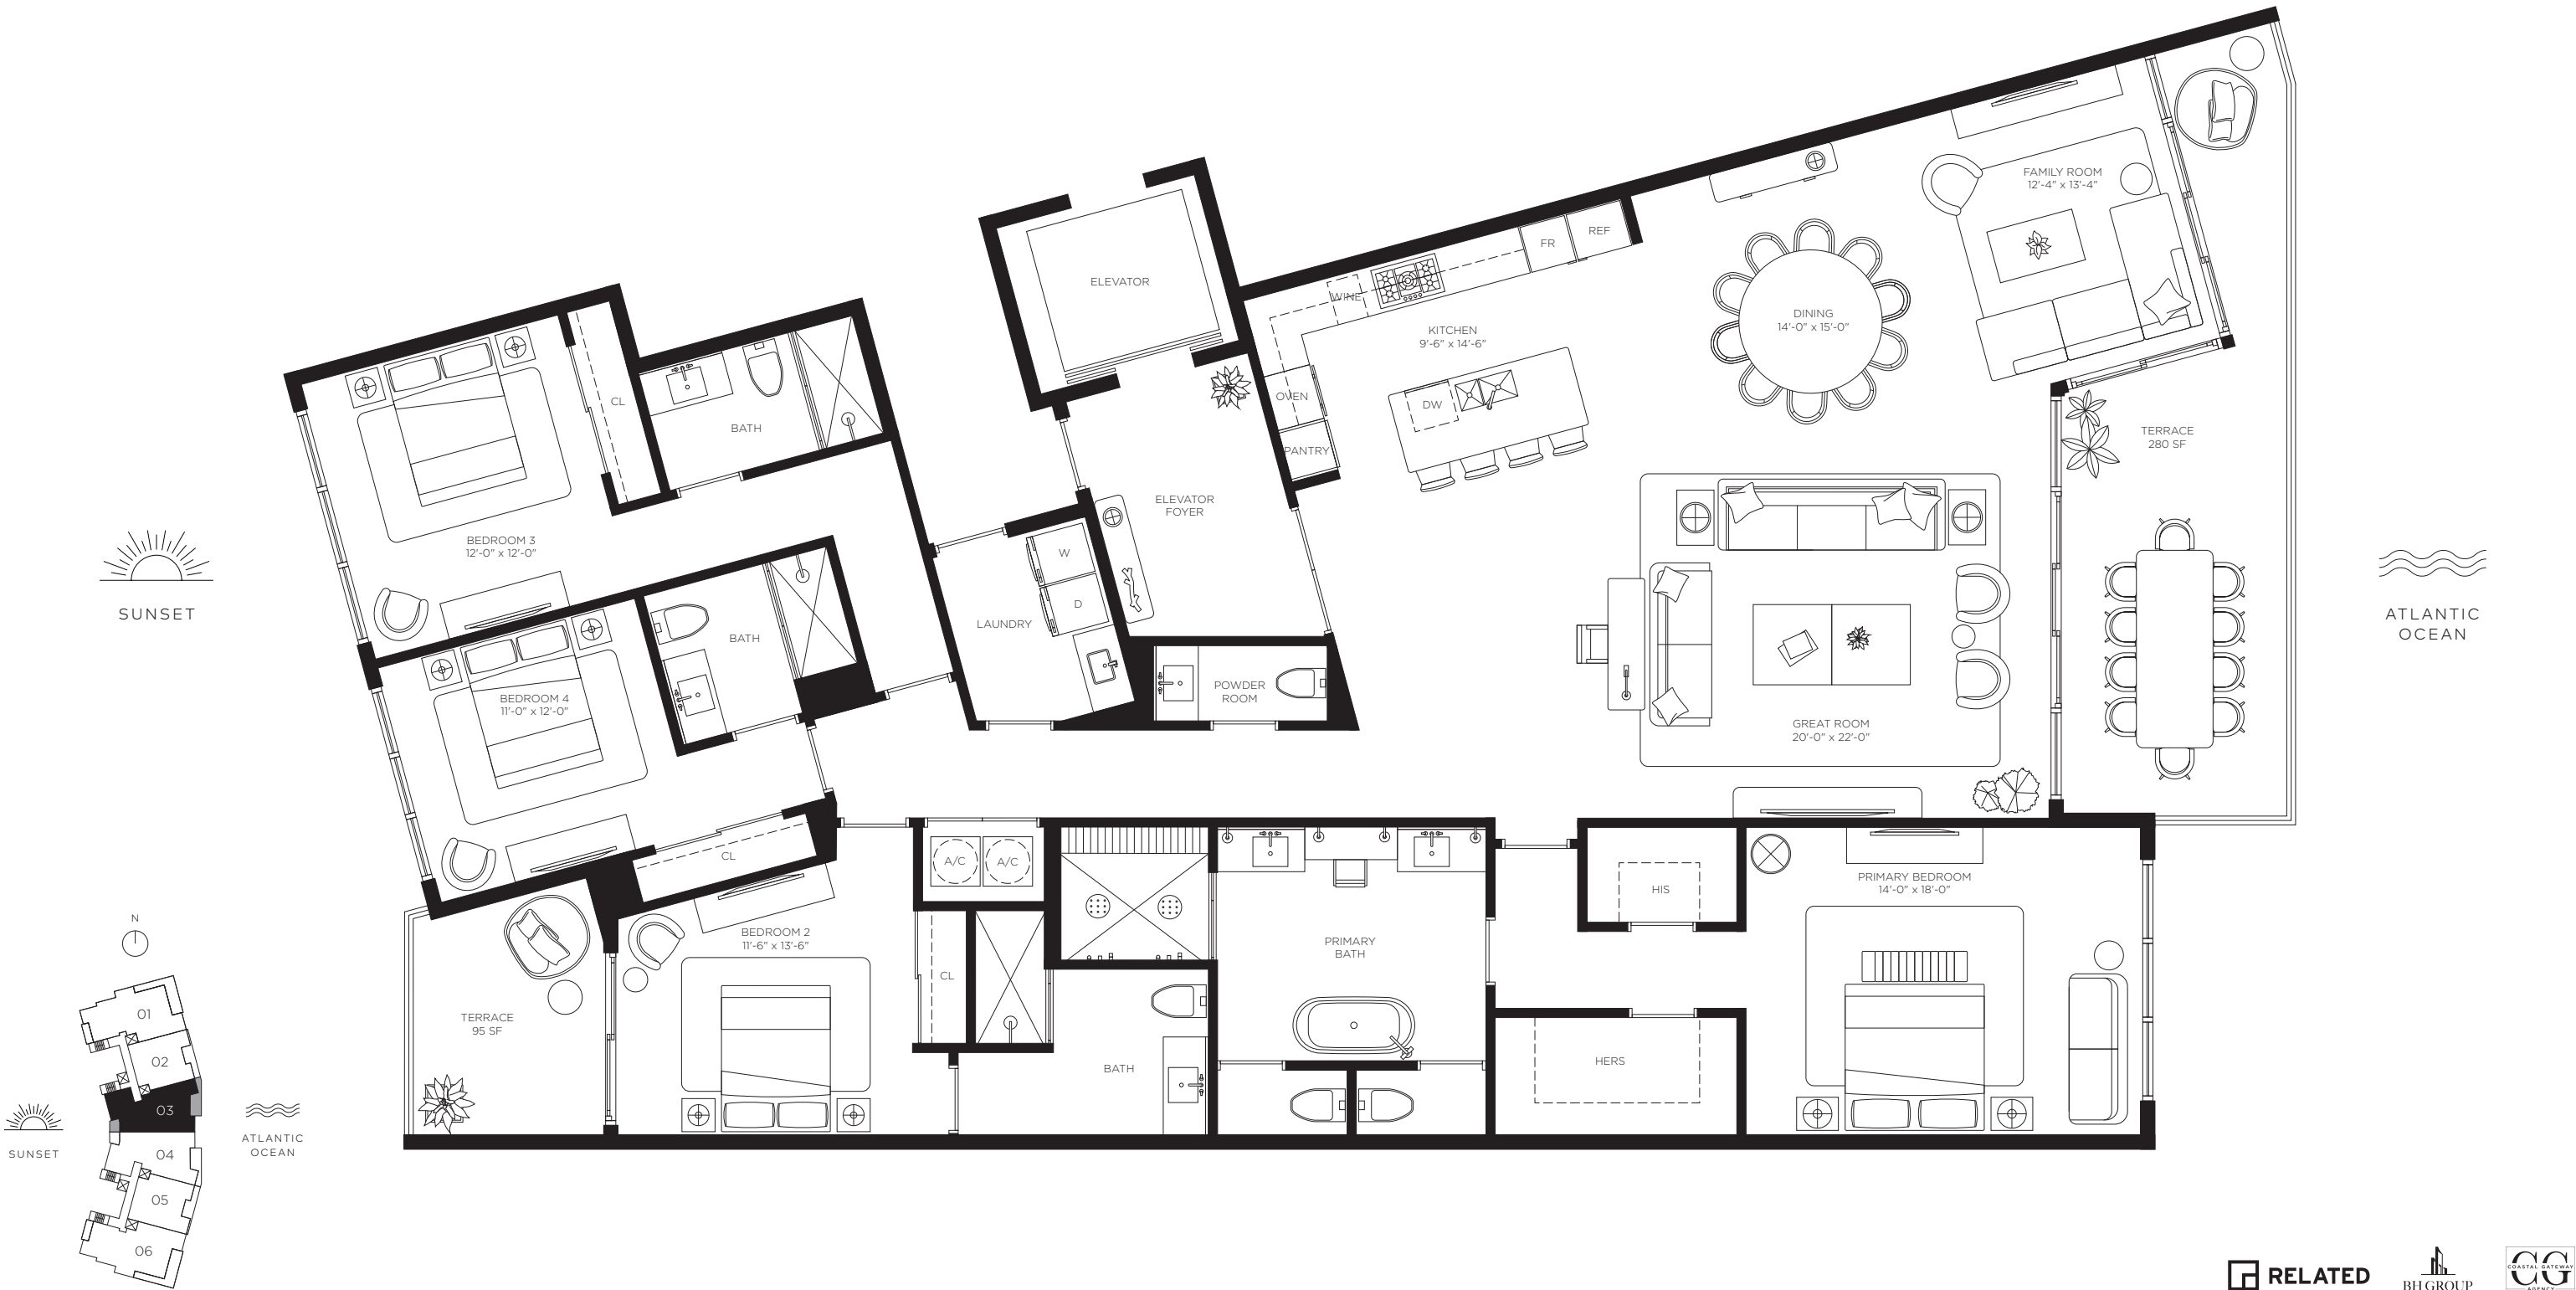 FAMILY ROOM
12'-4" x 13'-4"
REF
FR
ELEVATOR
WINE
DINING
14'-0" x 15'-0"
KITCHEN
9'-6" x 14'-6"
OVEN
DW
CL
BATH
TERRACE
280 SF
PANTRY
ELEVATOR
FOYER
BEDROOM 3
12'-0" x 12'-0"
W
D
SUNSET
LAUNDRY
ATLANTIC
OCEAN
BATH
POWDER
ROOM
BEDROOM 4
11'-0" x 12'-0"
GREAT ROOM
20'-0" x 22'-0"
CL
A/C
A/C
HIS
PRIMARY BEDROOM
14'-0" x 18'-0"
BEDROOM 2
11'-6" x 13'-6"
PRIMARY
BATH
CL
TERRACE
95 SF
HERS
BATH
N
01
02
03
04
05
06
SUNSET
ATLANTIC
OCEAN
RELATED
BH GROUP
CG
COASTAL GATEWAY
AGENCY